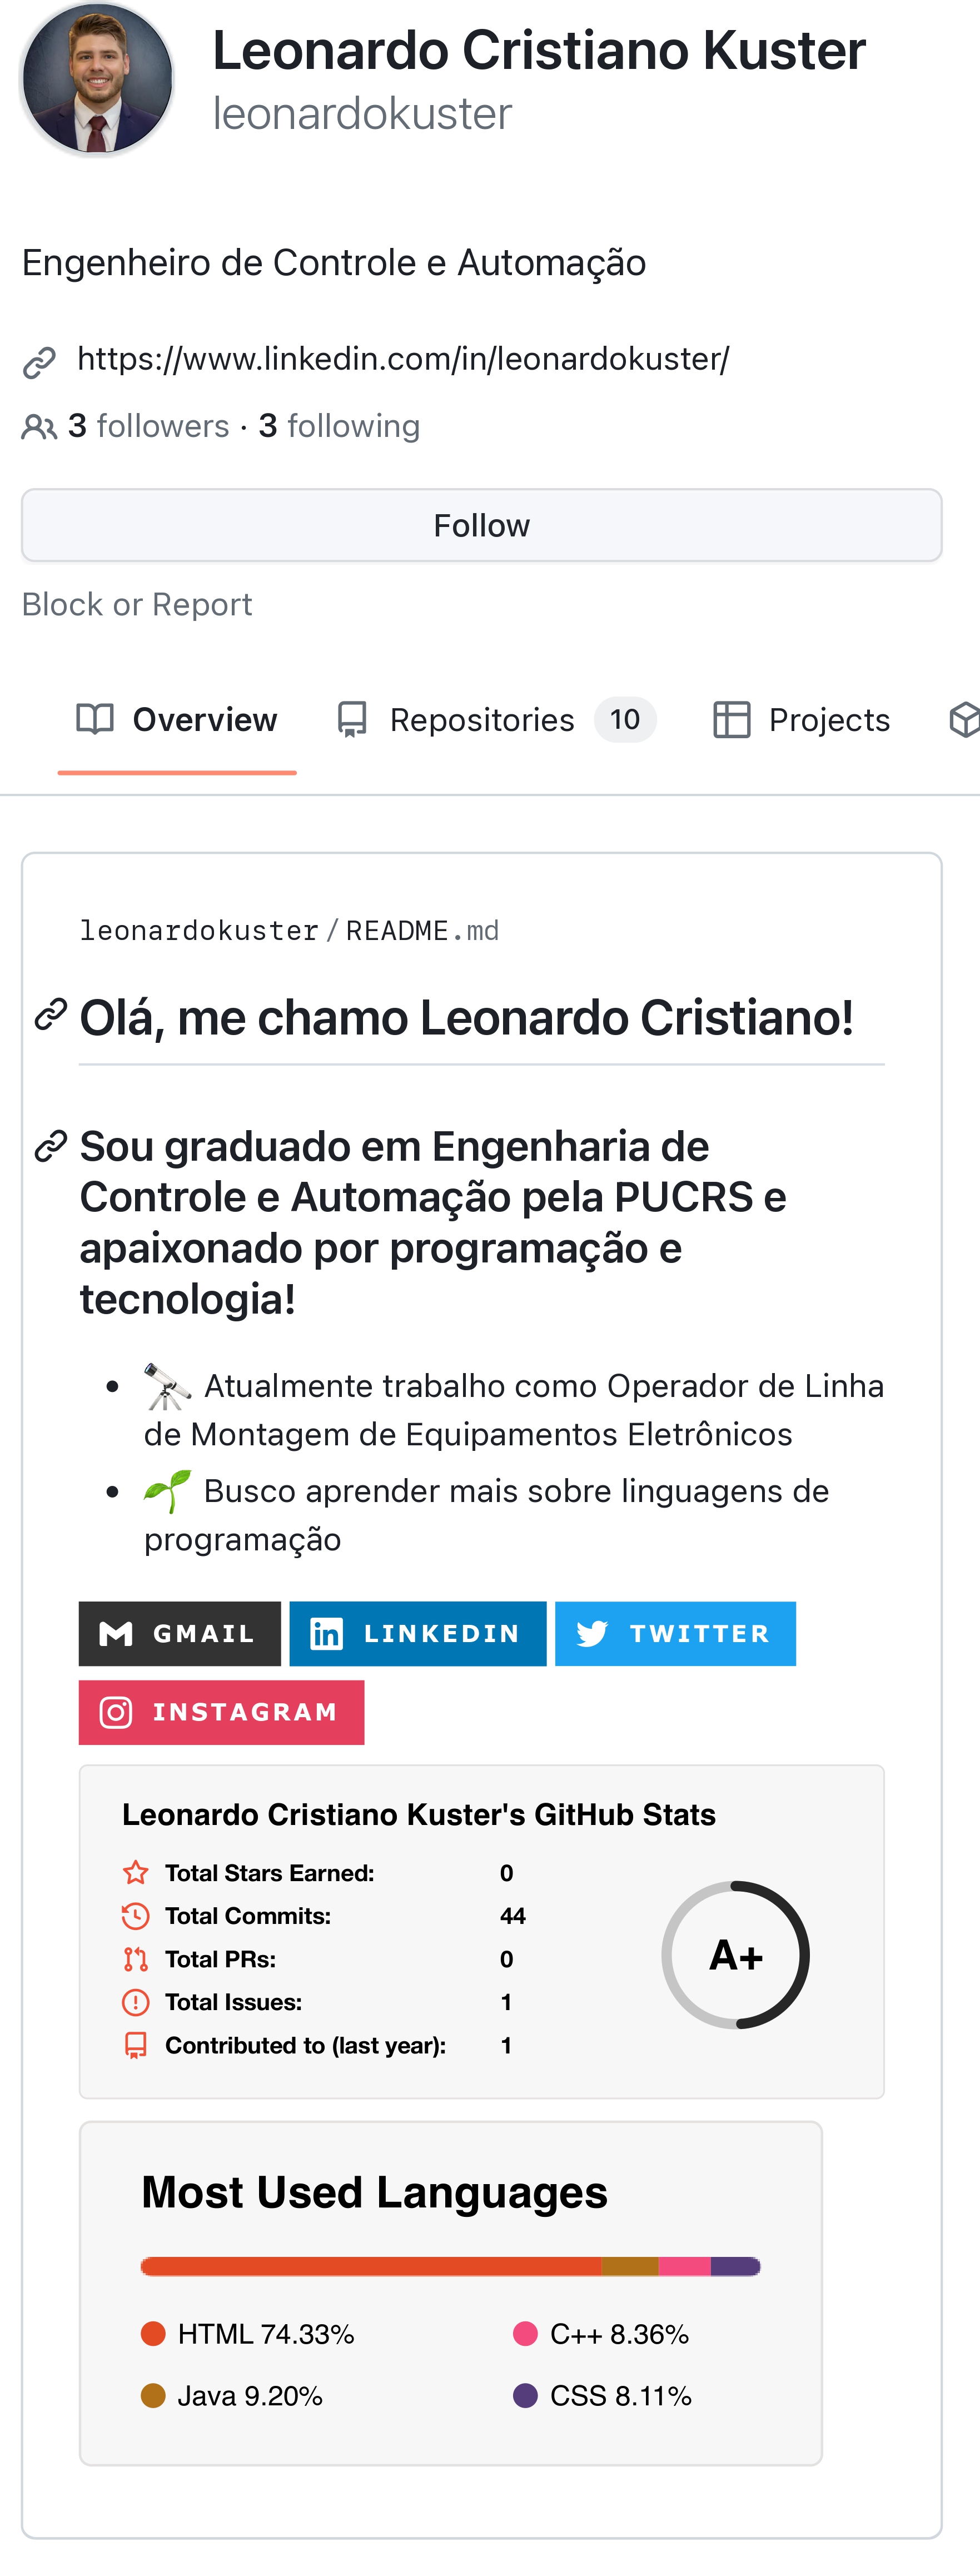 Leonardo Cristiano Kuster
leonardokuster
Engenheiro de Controle e Automação
https://www.linkedin.com/in/leonardokuster/
3 followers · 3 following
Follow
Block or Report
Overview Repositories 10 Projects
leonardokuster/README.md
Olá, me chamo Leonardo Cristiano!
Sou graduado em Engenharia de
Controle e Automação pela PUCRS e
apaixonado por programação e
tecnologia!
Atualmente trabalho como Operador de Linha
de Montagem de Equipamentos Eletrônicos
Busco aprender mais sobre linguagens de
programação
GMAIL LINKEDIN TWITTER
INSTAGRAM
Leonardo Cristiano Kuster's GitHub Stats
Total Stars Earned: 0
Total Commits: 44
Total PRs: 0
Total Issues: 1
Contributed to (last year): 1
A+
Most Used Languages
HTML 74.33% C++ 8.36%
Java 9.20% CSS 8.11%